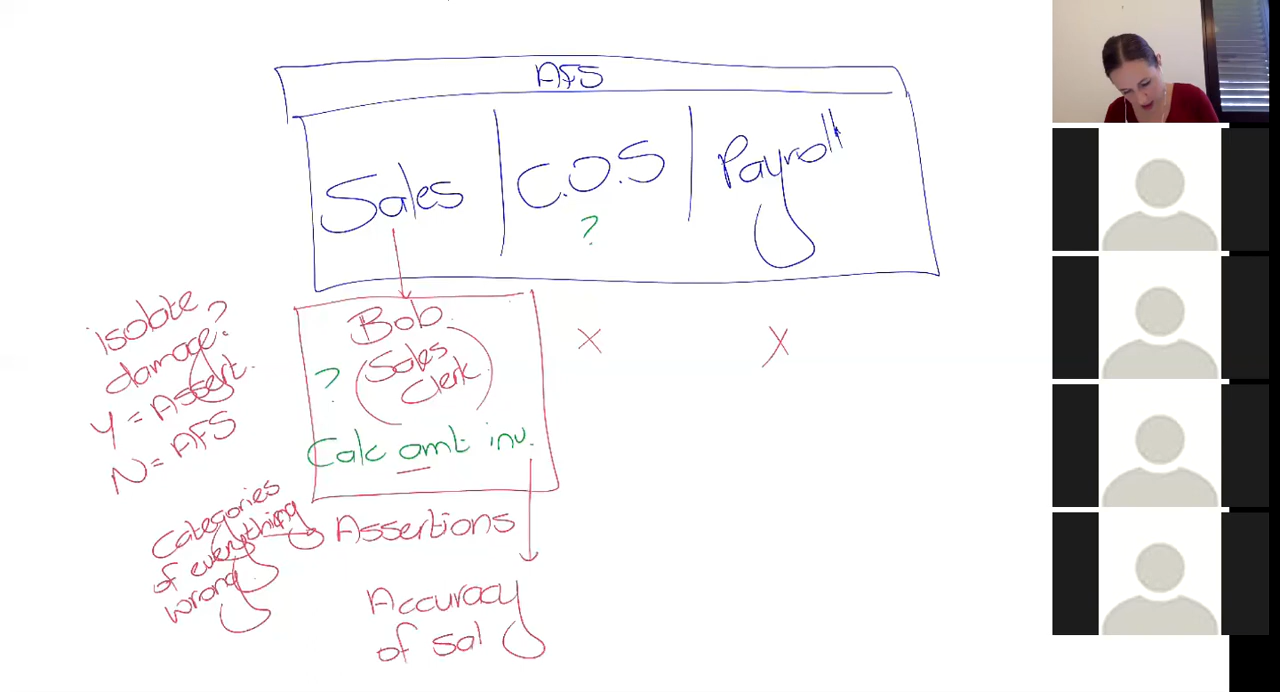 AFS
Sales
C.O.S
Payroll
?
isolate
damage?
Y = Assert.
N = AFS
Bob
(Sales
Clerk)
?
Calc amt inv.
X
X
Categories
of everything
wrong
Assertions
Accuracy
of sal